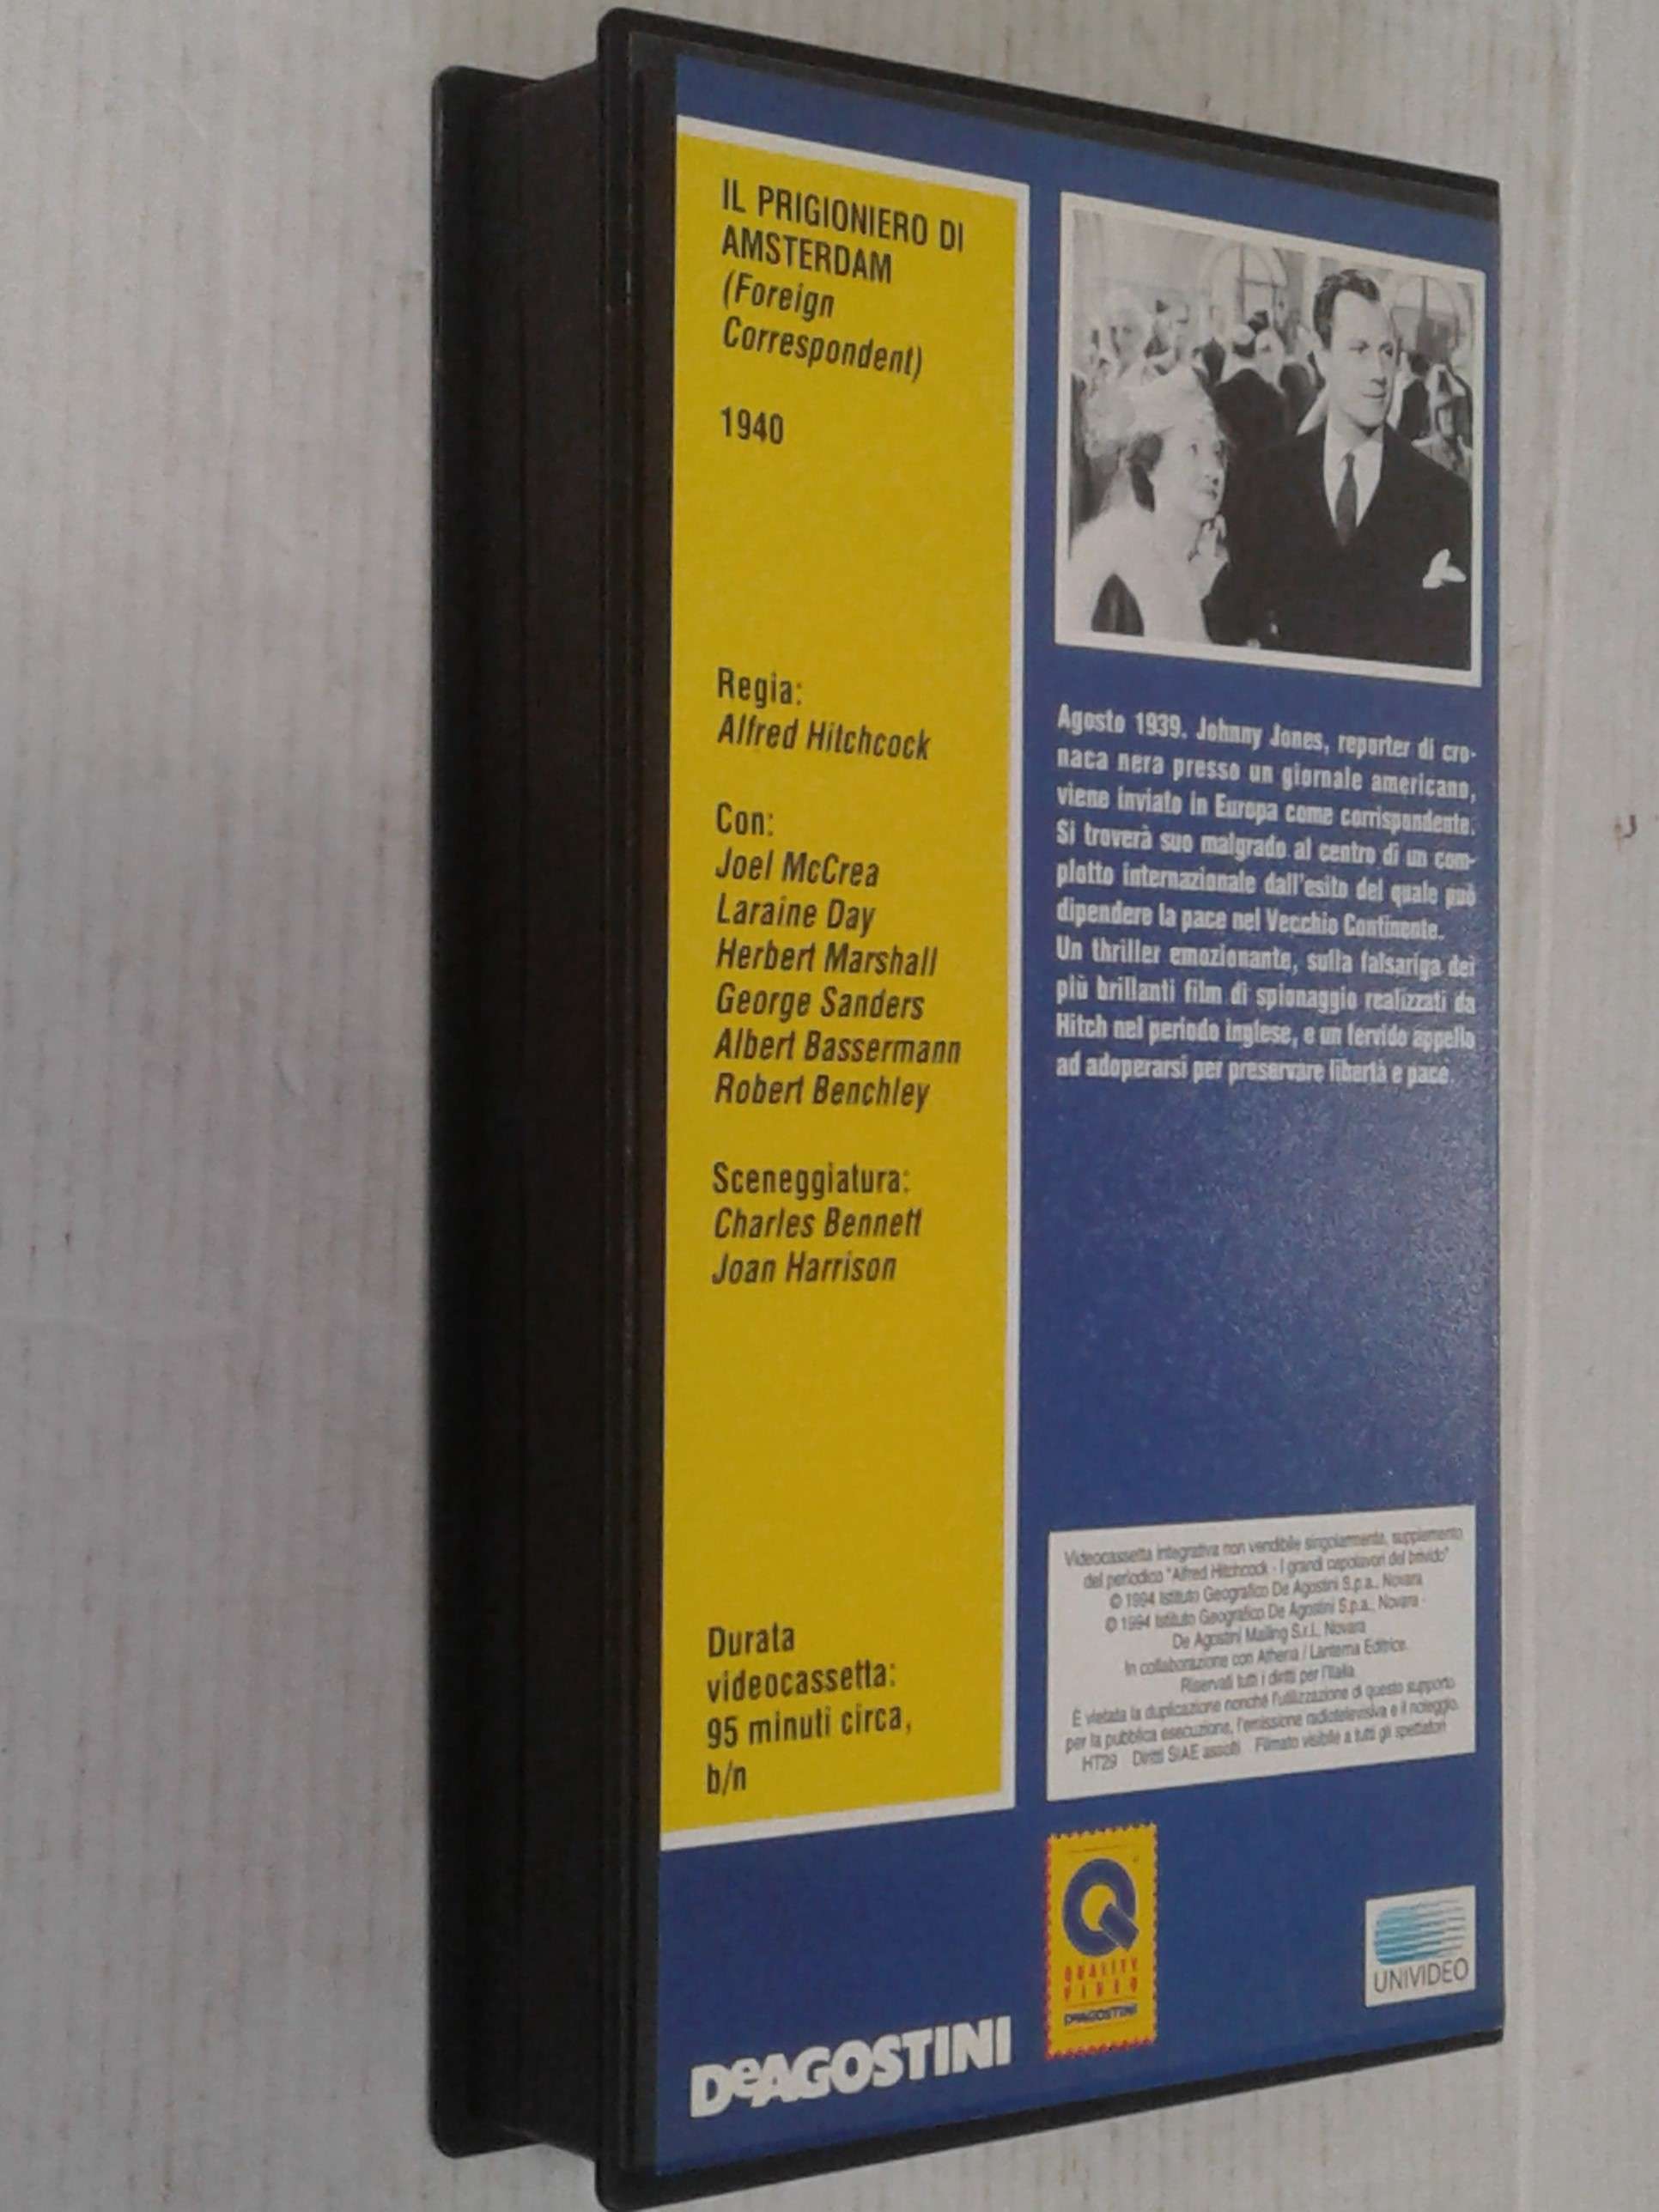 IL PRIGIONIERO DI
AMSTERDAM
(Foreign
Correspondent)
1940
Regia:
Alfred Hitchcock
Con:
Joel McCrea
Laraine Day
Herbert Marshall
George Sanders
Albert Bassermann
Robert Benchley
Sceneggiatura:
Charles Bennett
Joan Harrison
Durata
videocassetta:
95 minuti circa,
b/n
Agosto 1939. Johnny Jones, reporter di cro-
naca nera presso un giornale americano,
viene inviato in Europa come corrispondente.
Si troverà suo malgrado al centro di un com-
plotto internazionale dall'esito del quale può
dipendere la pace nel Vecchio Continente.
Un thriller emozionante, sulla falsariga dei
più brillanti film di spionaggio realizzati da
Hitch nel periodo inglese, e un fervido appello
ad adoperarsi per preservare libertà e pace.
Videocassetta integrativa non vendibile singolarmente, supplemento
del periodico "Alfred Hitchcock - I grandi capolavori del brivido"
© 1994 Istituto Geografico De Agostini S.p.a., Novara
© 1994 Istituto Geografico De Agostini S.p.a., Novara -
De Agostini Mailing S.r.l., Novara
In collaborazione con Athena / Lanterna Editrice.
Riservati tutti i diritti per l'Italia.
È vietata la duplicazione nonché l'utilizzazione di questo supporto
per la pubblica esecuzione, l'emissione radiotelevisiva e il noleggio.
HT29 Diritti SIAE assolti Filmato visibile a tutti gli spettatori
DeAGOSTINI
Q
QUALITY
VIDEO
DeAGOSTINI
UNIVIDEO